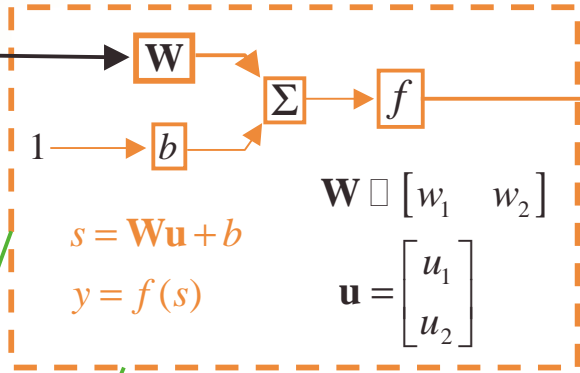 W
Σ
f
1
b
W □ [w₁ w₂]
s = Wu + b
y = f(s)
u = [u₁
u₂]